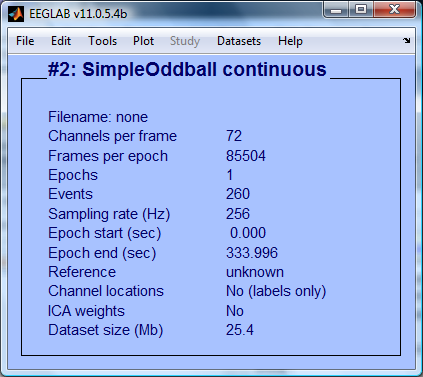 EEGLAB v11.0.5.4b
File Edit Tools Plot Study Datasets Help
#2: SimpleOddball continuous
Filename: none
Channels per frame 72
Frames per epoch 85504
Epochs 1
Events 260
Sampling rate (Hz) 256
Epoch start (sec) 0.000
Epoch end (sec) 333.996
Reference unknown
Channel locations No (labels only)
ICA weights No
Dataset size (Mb) 25.4